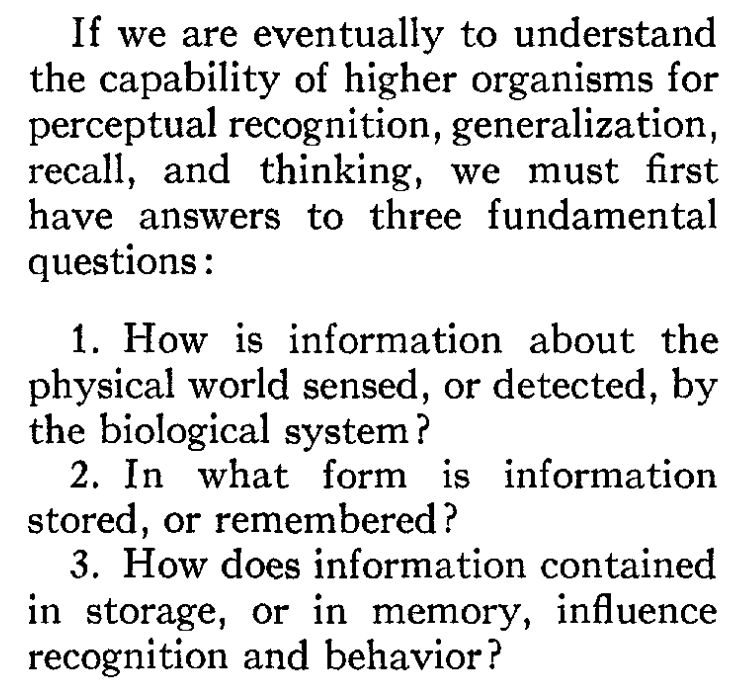 If we are eventually to understand
the capability of higher organisms for
perceptual recognition, generalization,
recall, and thinking, we must first
have answers to three fundamental
questions:
1. How is information about the
physical world sensed, or detected, by
the biological system?
2. In what form is information
stored, or remembered?
3. How does information contained
in storage, or in memory, influence
recognition and behavior?